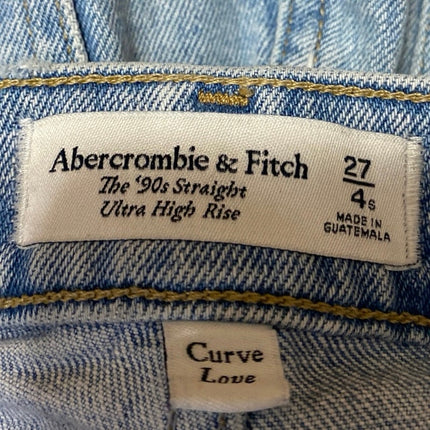 Abercrombie & Fitch
The '90s Straight
Ultra High Rise
27
4s
MADE IN
GUATEMALA
Curve
Love